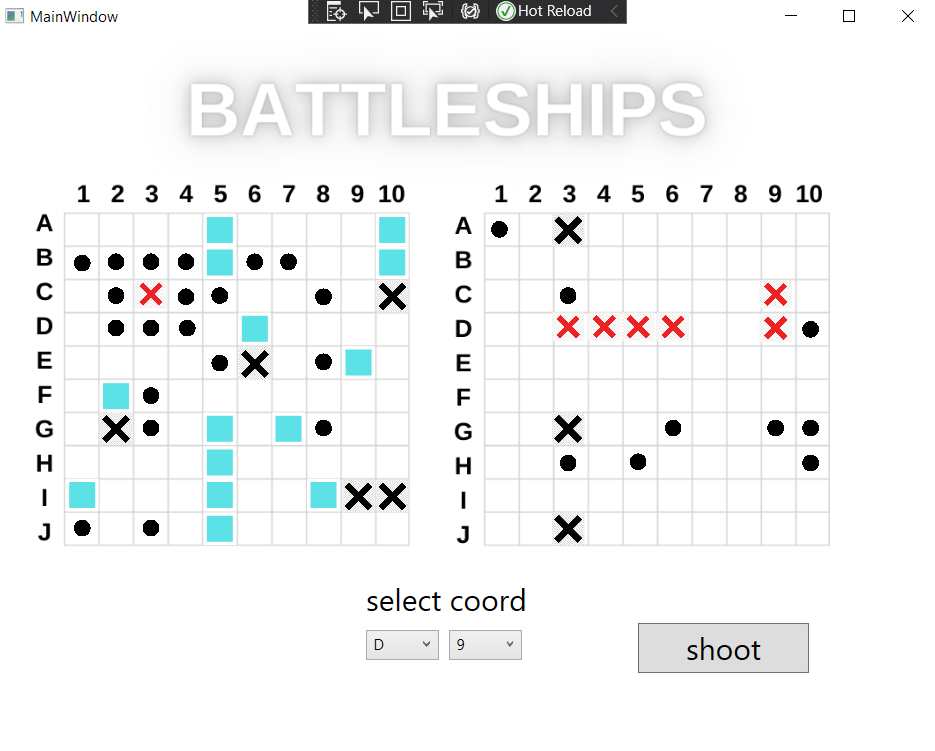 MainWindow
Hot Reload
BATTLESHIPS
1 2 3 4 5 6 7 8 9 10
A
B
C
D
E
F
G
H
I
J
1 2 3 4 5 6 7 8 9 10
A
B
C
D
E
F
G
H
I
J
select coord
D 9
shoot